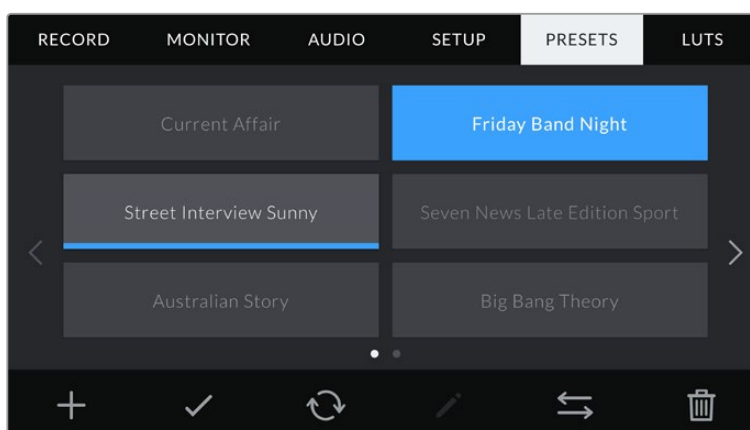 RECORD MONITOR AUDIO SETUP PRESETS LUTS
Current Affair Friday Band Night
Street Interview Sunny Seven News Late Edition Sport
Australian Story Big Bang Theory